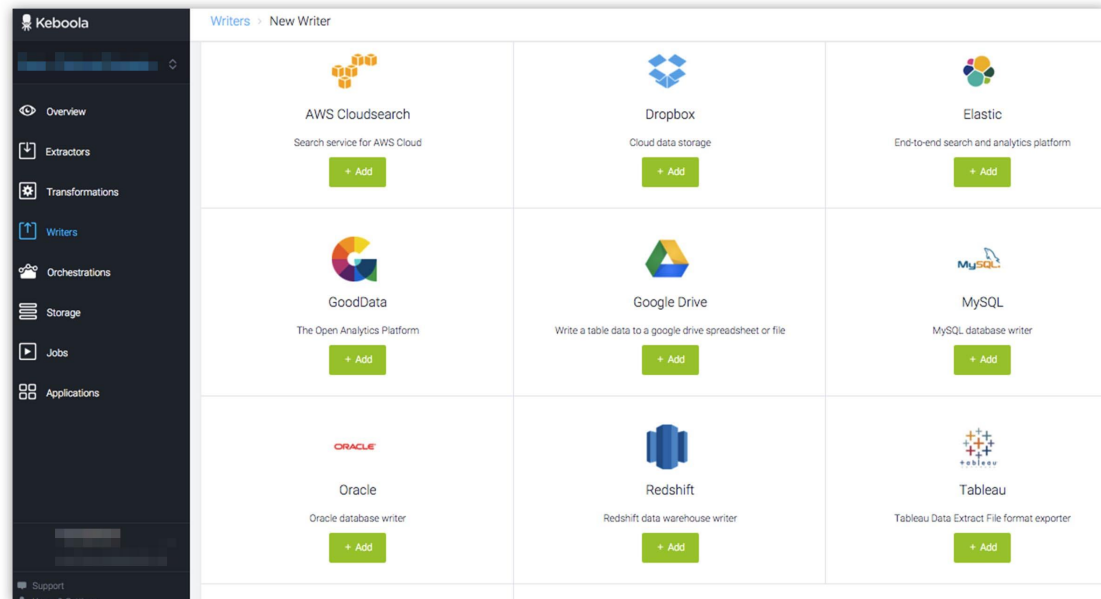 Keboola
Writers > New Writer
Overview
Extractors
Transformations
Writers
Orchestrations
Storage
Jobs
Applications
Support
AWS Cloudsearch
Search service for AWS Cloud
+ Add
Dropbox
Cloud data storage
+ Add
Elastic
End-to-end search and analytics platform
+ Add
GoodData
The Open Analytics Platform
+ Add
Google Drive
Write a table data to a google drive spreadsheet or file
+ Add
MySQL
MySQL
MySQL database writer
+ Add
ORACLE
Oracle
Oracle database writer
+ Add
Redshift
Redshift data warehouse writer
+ Add
tableau
Tableau
Tableau Data Extract File format exporter
+ Add